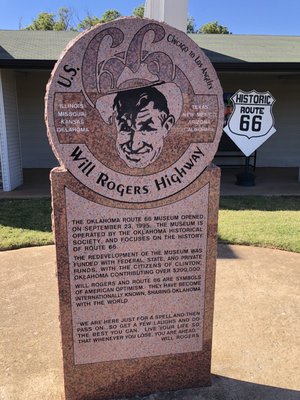 U.S. 66 Chicago to Los Angeles
ILLINOIS
MISSOURI
KANSAS
OKLAHOMA
TEXAS
NEW MEXICO
ARIZONA
CALIFORNIA
Will Rogers Highway
HISTORIC
ROUTE
66
THE OKLAHOMA ROUTE 66 MUSEUM OPENED
ON SEPTEMBER 23, 1995. THE MUSEUM IS
OPERATED BY THE OKLAHOMA HISTORICAL
SOCIETY, AND FOCUSES ON THE HISTORY
OF ROUTE 66.
THE REDEVELOPMENT OF THE MUSEUM WAS
FUNDED WITH FEDERAL, STATE, AND PRIVATE
FUNDS, WITH THE CITIZENS OF CLINTON,
OKLAHOMA CONTRIBUTING OVER $200,000.
WILL ROGERS AND ROUTE 66 ARE SYMBOLS
OF AMERICAN OPTIMISM. THEY HAVE BECOME
INTERNATIONALLY KNOWN, SHARING OKLAHOMA
WITH THE WORLD
"WE ARE HERE JUST FOR A SPELL AND THEN
PASS ON. SO GET A FEW LAUGHS AND DO
THE BEST YOU CAN. LIVE YOUR LIFE SO
THAT WHENEVER YOU LOSE, YOU ARE AHEAD."
WILL ROGERS